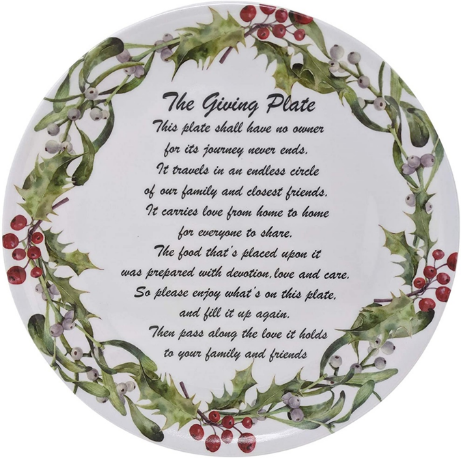 The Giving Plate
This plate shall have no owner
for its journey never ends.
It travels in an endless circle
of our family and closest friends.
It carries love from home to home
for everyone to share.
The food that's placed upon it
was prepared with devotion, love and care.
So please enjoy what's on this plate,
and fill it up again.
Then pass along the love it holds
to your family and friends